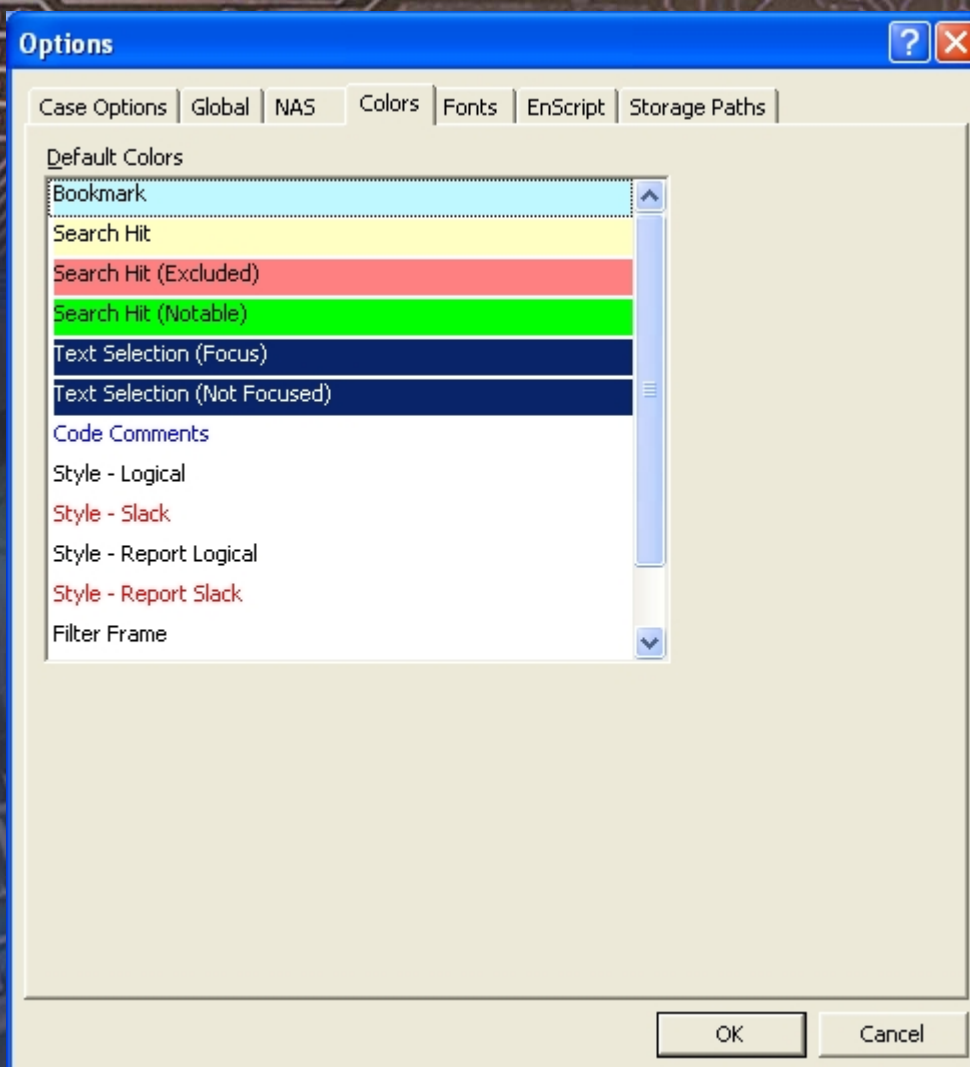 Options
Case Options Global NAS Colors Fonts EnScript Storage Paths
Default Colors
Bookmark
Search Hit
Search Hit (Excluded)
Search Hit (Notable)
Text Selection (Focus)
Text Selection (Not Focused)
Code Comments
Style - Logical
Style - Slack
Style - Report Logical
Style - Report Slack
Filter Frame
OK Cancel